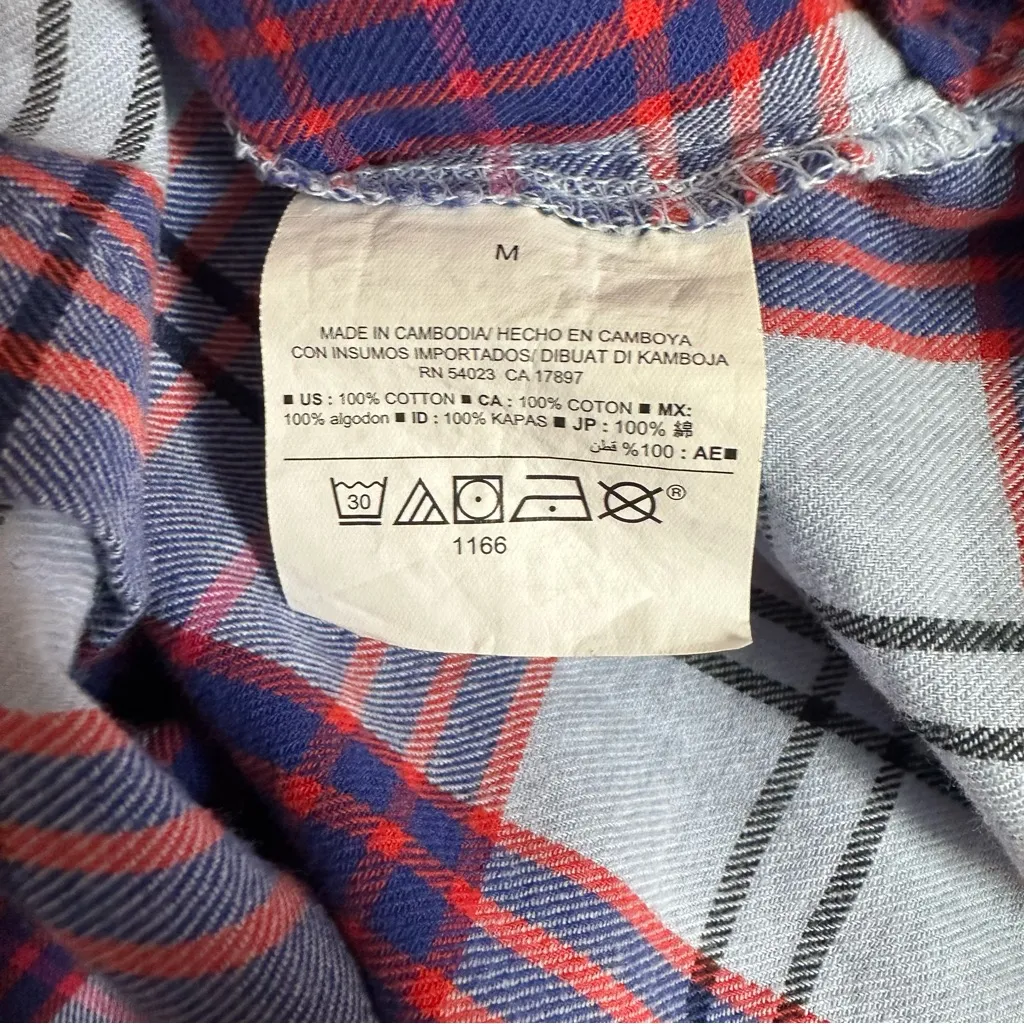 M
MADE IN CAMBODIA/ HECHO EN CAMBOYA
CON INSUMOS IMPORTADOS/ DIBUAT DI KAMBOJA
RN 54023 CA 17897
■ US : 100% COTTON ■ CA : 100% COTON ■ MX:
100% algodon ■ ID : 100% KAPAS ■ JP : 100% 綿
■AE : 100% قطن
30 ®
1166